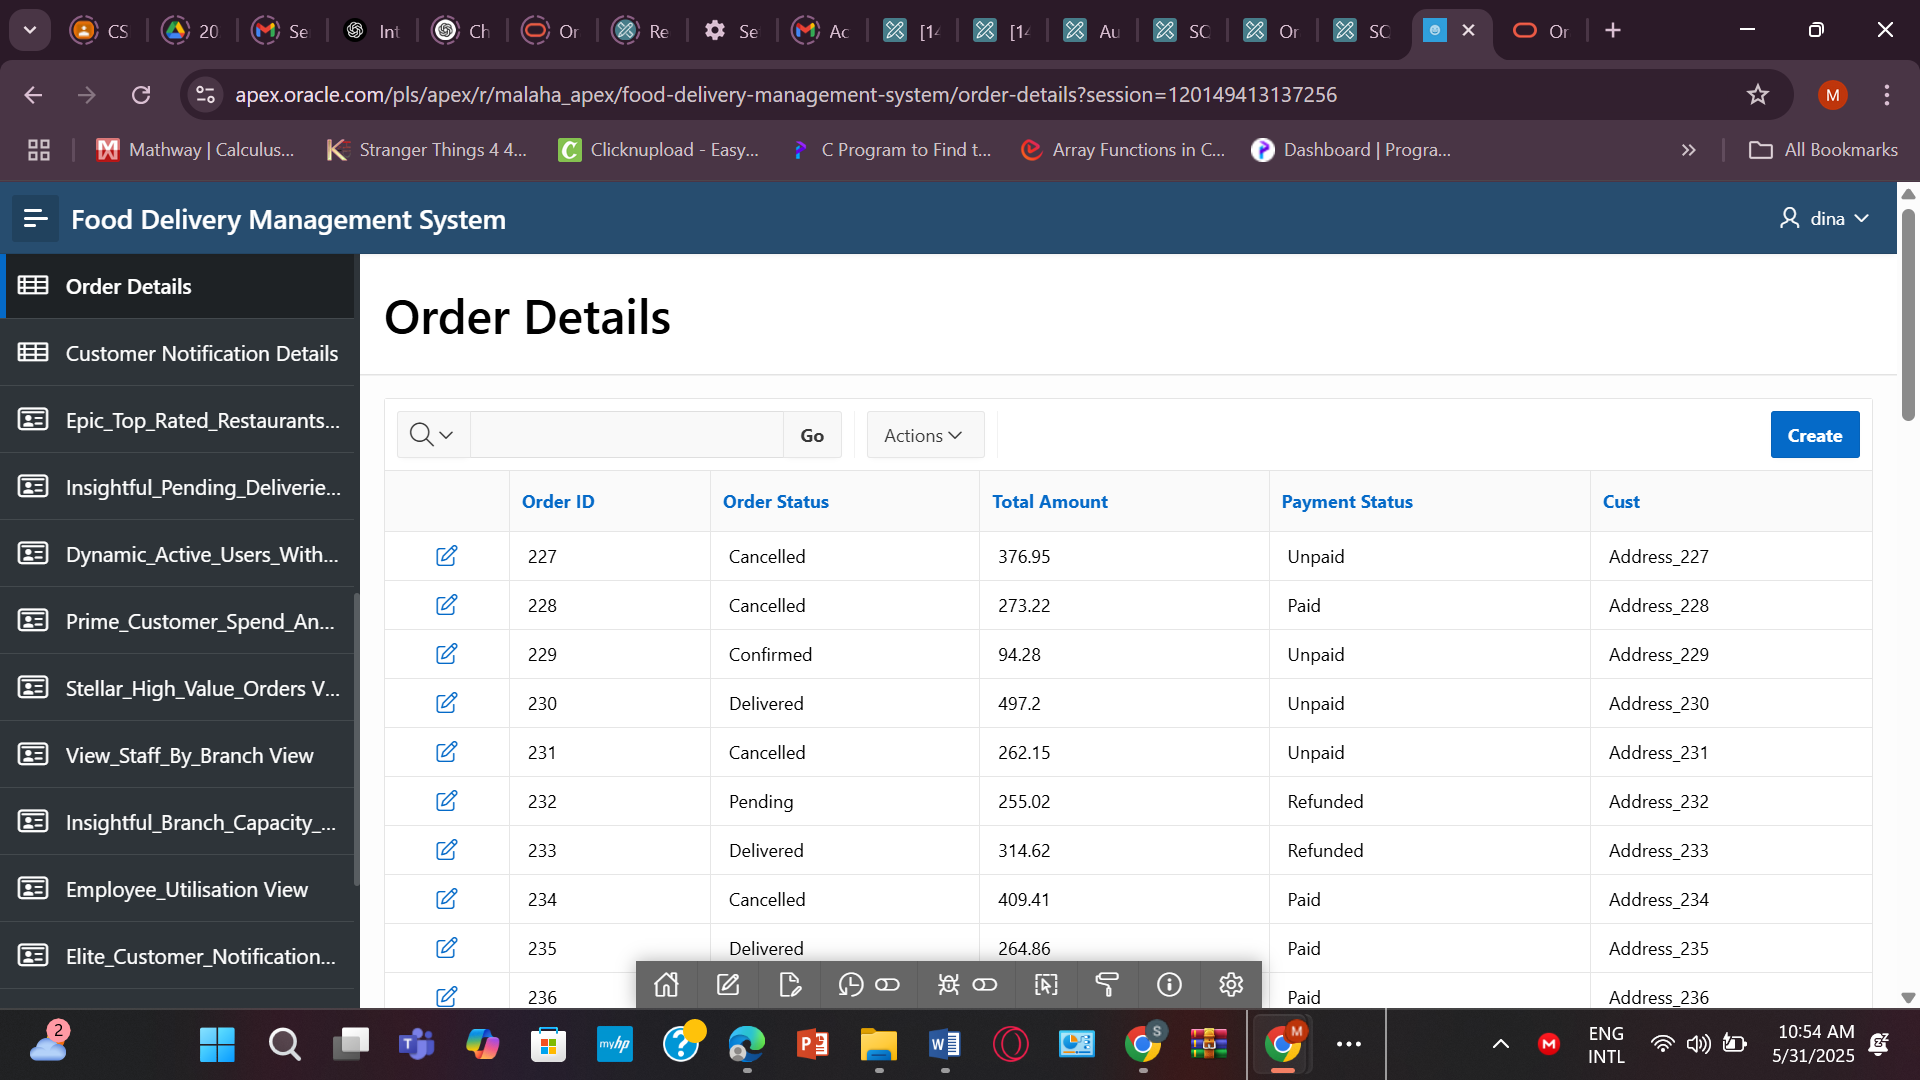 CS
20
Se
Int
Ch
Or
Re
Se
Ac
[14
[14
Au
SC
Or
SC
Or
apex.oracle.com/pls/apex/r/malaha_apex/food-delivery-management-system/order-details?session=120149413137256
M
Mathway | Calculus...
Stranger Things 4 4...
Clicknupload - Easy...
C Program to Find t...
Array Functions in C...
Dashboard | Progra...
All Bookmarks
Food Delivery Management System
dina
Order Details
Customer Notification Details
Epic_Top_Rated_Restaurants...
Insightful_Pending_Deliverie...
Dynamic_Active_Users_With...
Prime_Customer_Spend_An...
Stellar_High_Value_Orders V...
View_Staff_By_Branch View
Insightful_Branch_Capacity_...
Employee_Utilisation View
Elite_Customer_Notification...
Order Details
Go
Actions
Create
Order ID Order Status Total Amount Payment Status Cust
227 Cancelled 376.95 Unpaid Address_227
228 Cancelled 273.22 Paid Address_228
229 Confirmed 94.28 Unpaid Address_229
230 Delivered 497.2 Unpaid Address_230
231 Cancelled 262.15 Unpaid Address_231
232 Pending 255.02 Refunded Address_232
233 Delivered 314.62 Refunded Address_233
234 Cancelled 409.41 Paid Address_234
235 Delivered 264.86 Paid Address_235
236 Paid Address_236
2
myhp
S
M
M
ENG
INTL
10:54 AM
5/31/2025